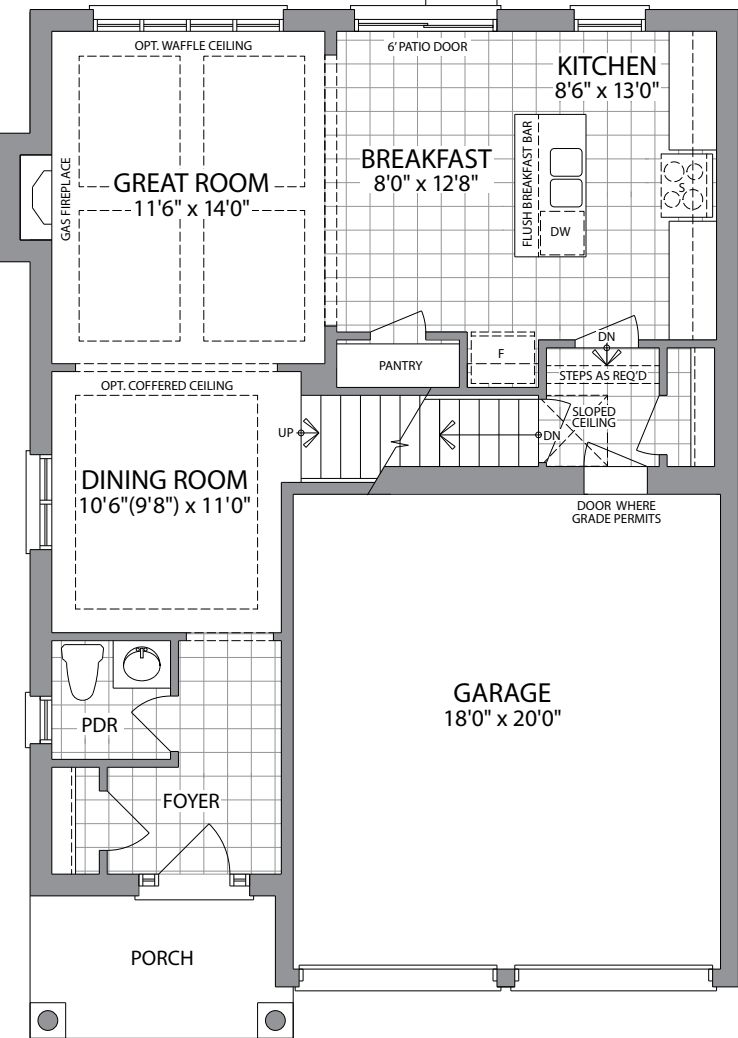 OPT. WAFFLE CEILING
6' PATIO DOOR
KITCHEN
8'6" x 13'0"
GAS FIREPLACE
GREAT ROOM
11'6" x 14'0"
BREAKFAST
8'0" x 12'8"
FLUSH BREAKFAST BAR
DW
S
PANTRY
F
DN
STEPS AS REQ'D
OPT. COFFERED CEILING
UP
DN
SLOPED
CEILING
DINING ROOM
10'6"(9'8") x 11'0"
DOOR WHERE
GRADE PERMITS
GARAGE
18'0" x 20'0"
PDR
FOYER
PORCH